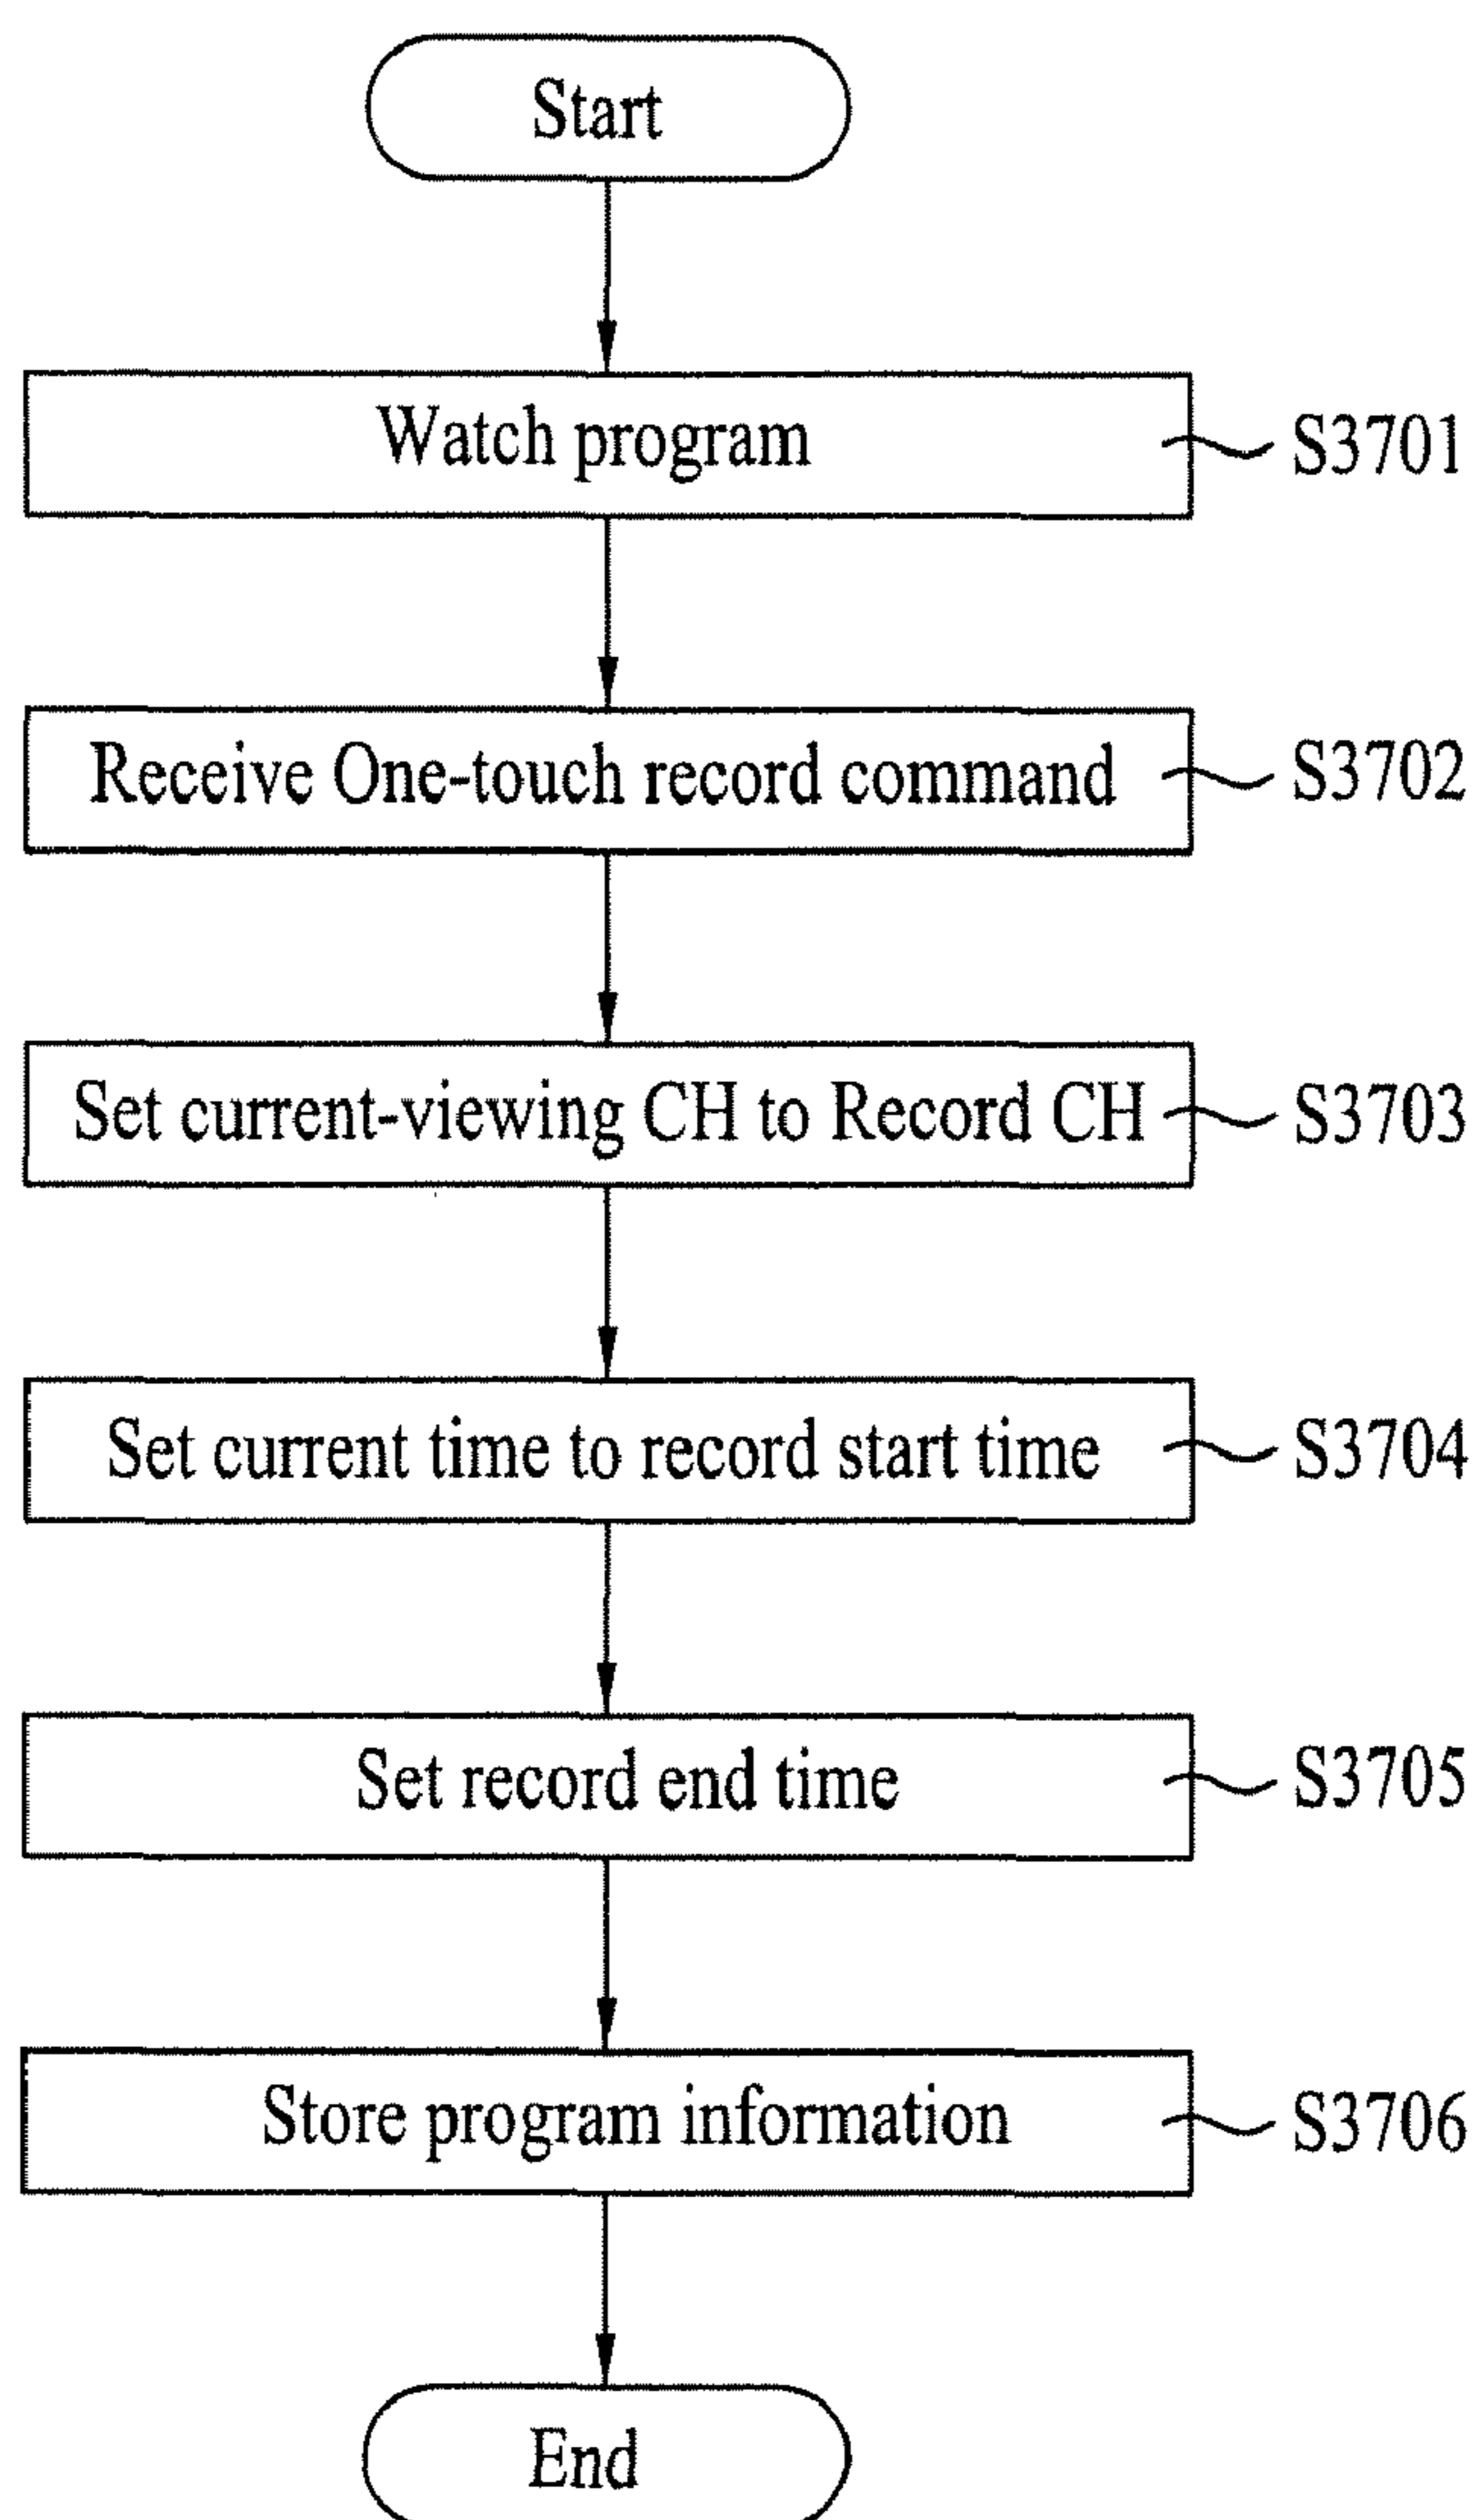 Start
Watch program S3701
Receive One-touch record command S3702
Set current-viewing CH to Record CH S3703
Set current time to record start time S3704
Set record end time S3705
Store program information S3706
End